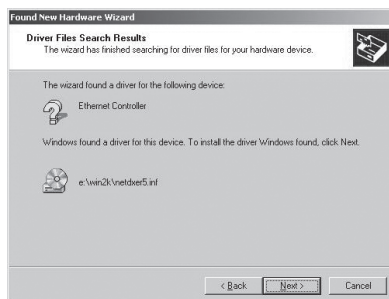 Found New Hardware Wizard
Driver Files Search Results
The wizard has finished searching for driver files for your hardware device.
The wizard found a driver for the following device:
Ethernet Controller
Windows found a driver for this device. To install the driver Windows found, click Next.
e:\win2k\netdxer5.inf
< Back
Next >
Cancel